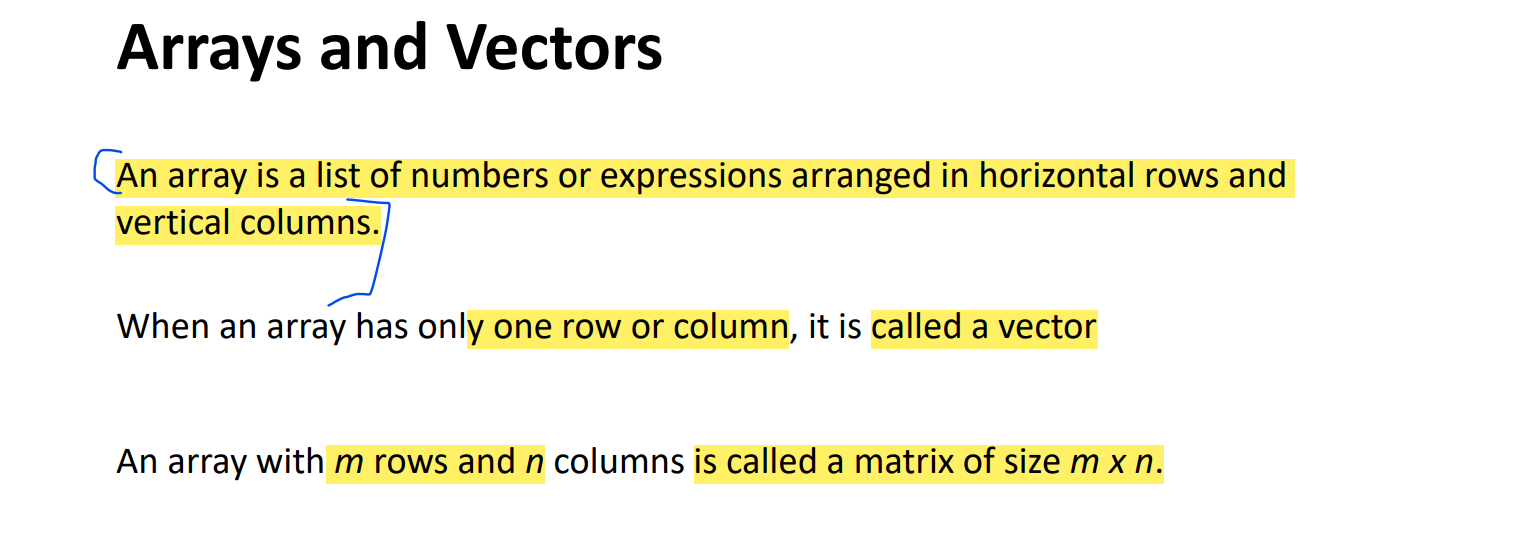 Arrays and Vectors
An array is a list of numbers or expressions arranged in horizontal rows and
vertical columns.
When an array has only one row or column, it is called a vector
An array with m rows and n columns is called a matrix of size m x n.